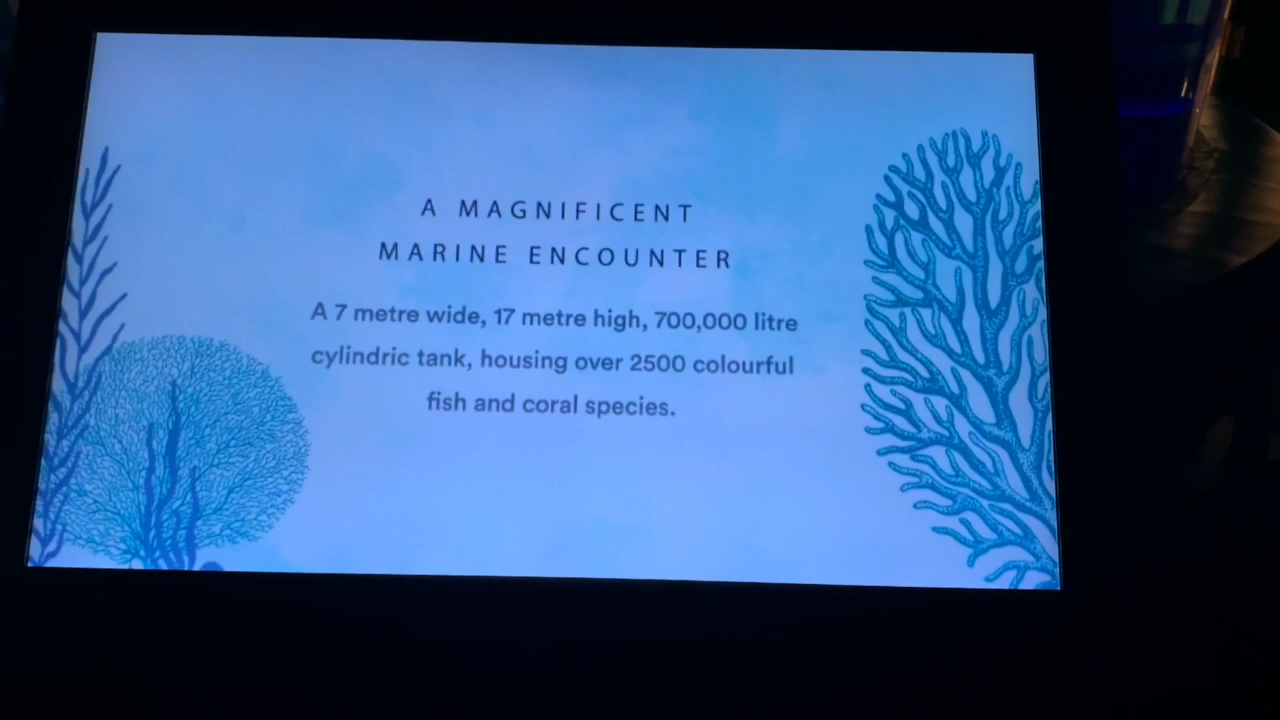 A MAGNIFICENT
MARINE ENCOUNTER
A 7 metre wide, 17 metre high, 700,000 litre
cylindric tank, housing over 2500 colourful
fish and coral species.